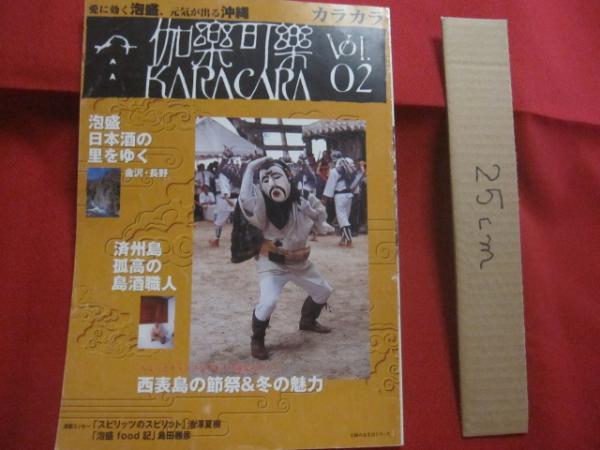 愛に効く泡盛、元気が出る沖縄
カラカラ
伽楽可樂
KARACARA
Vol.
02
泡盛
日本酒の
里をゆく
金沢・長野
済州島
孤高の
島酒職人
西表島の節祭&冬の魅力
「スピリッツのスピリット」池澤夏樹
「泡盛 food 記」島田雅彦
25cm